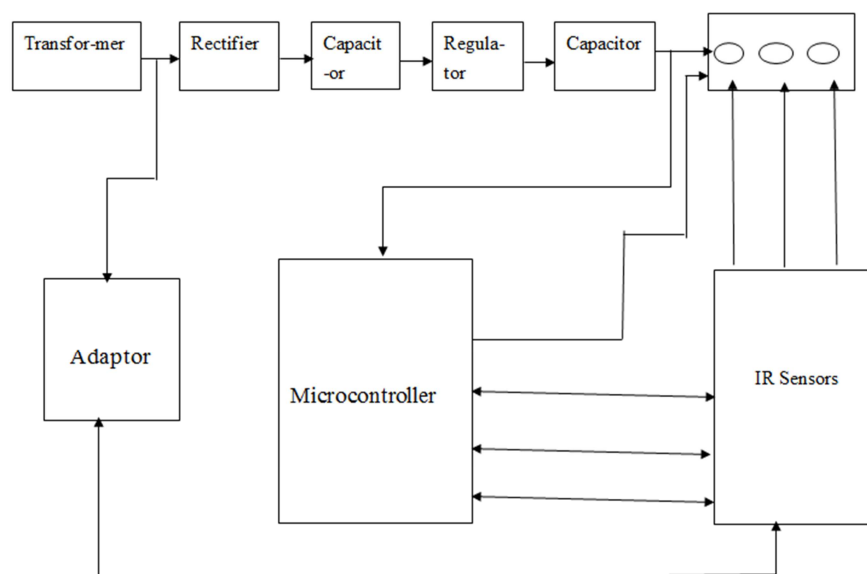 Transfor-mer
Rectifier
Capacit
-or
Regula-
tor
Capacitor
Adaptor
Microcontroller
IR Sensors